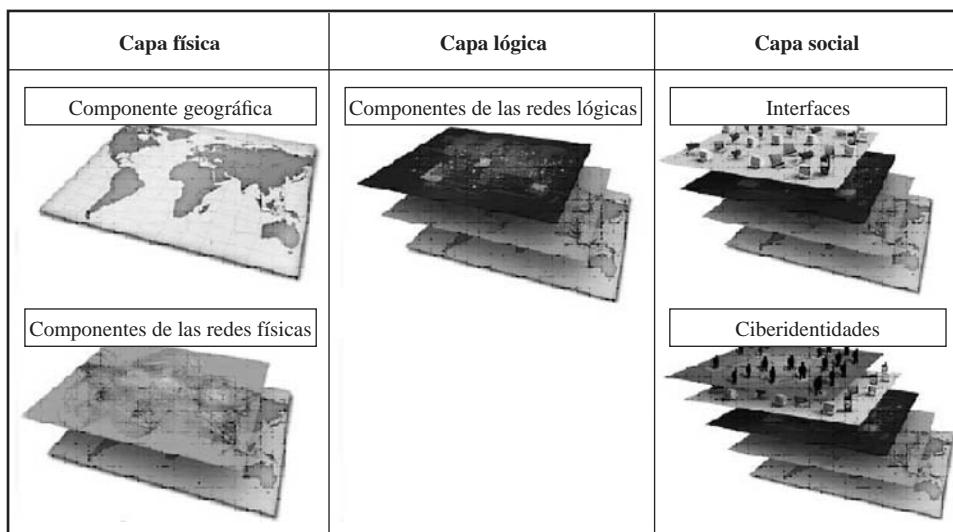 Capa física
Capa lógica
Capa social
Componente geográfica
Componentes de las redes lógicas
Interfaces
Componentes de las redes físicas
Ciberidentidades